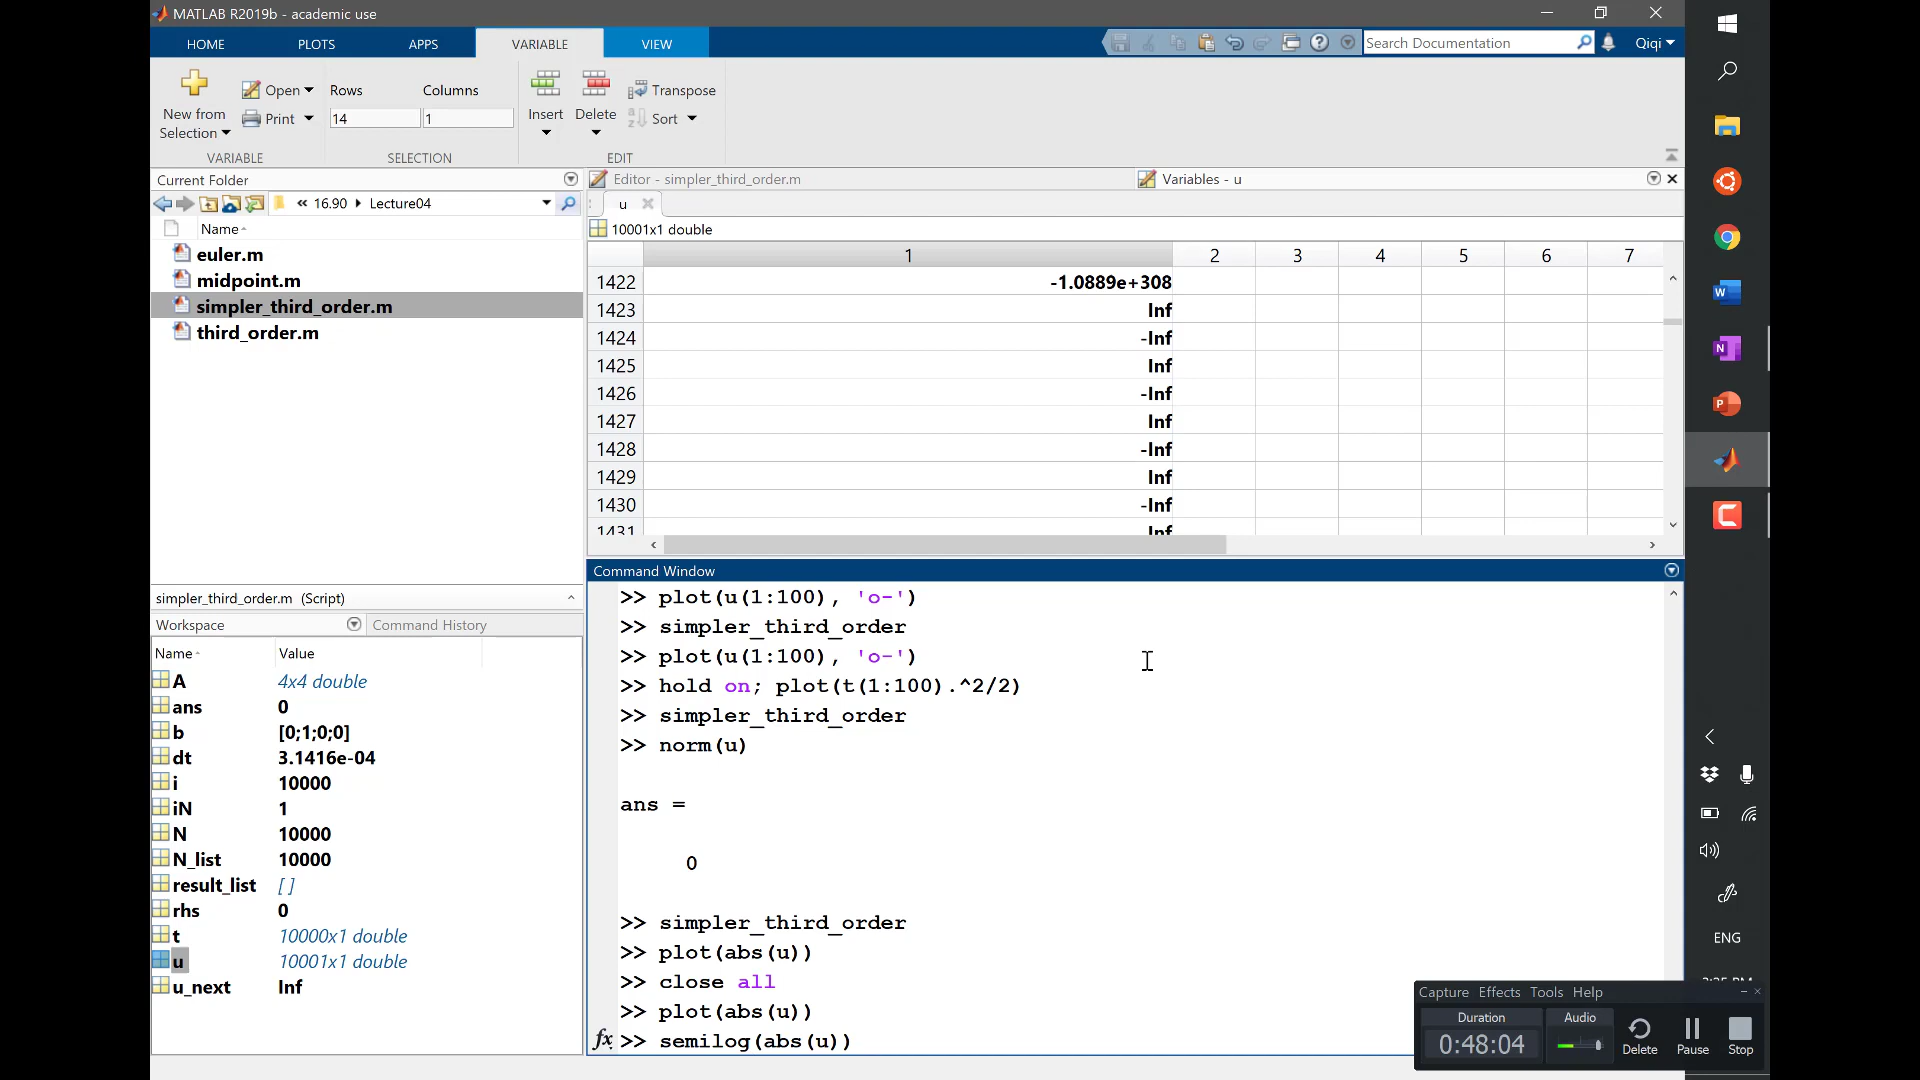 MATLAB R2019b - academic use
HOME PLOTS APPS VARIABLE VIEW
Search Documentation
Qiqi
New from Selection
Open
Print
Rows
14
Columns
1
Insert
Delete
Transpose
Sort
VARIABLE SELECTION EDIT
Current Folder
Editor - simpler_third_order.m
Variables - u
« 16.90 Lecture04
u
Name
10001x1 double
euler.m
midpoint.m
simpler_third_order.m
third_order.m
1 2 3 4 5 6 7
1422 -1.0889e+308
1423 Inf
1424 -Inf
1425 Inf
1426 -Inf
1427 Inf
1428 -Inf
1429 Inf
1430 -Inf
1431 Inf
simpler_third_order.m (Script)
Workspace
Command History
Name Value
A 4x4 double
ans 0
b [0;1;0;0]
dt 3.1416e-04
i 10000
iN 1
N 10000
N_list 10000
result_list []
rhs 0
t 10000x1 double
u 10001x1 double
u_next Inf
Command Window
>> plot(u(1:100), 'o-')
>> simpler_third_order
>> plot(u(1:100), 'o-')
>> hold on; plot(t(1:100).^2/2)
>> simpler_third_order
>> norm(u)
ans =
0
>> simpler_third_order
>> plot(abs(u))
>> close all
>> plot(abs(u))
fx >> semilog(abs(u))
ENG
Capture Effects Tools Help
Duration
0:48:04
Audio
Delete
Pause
Stop